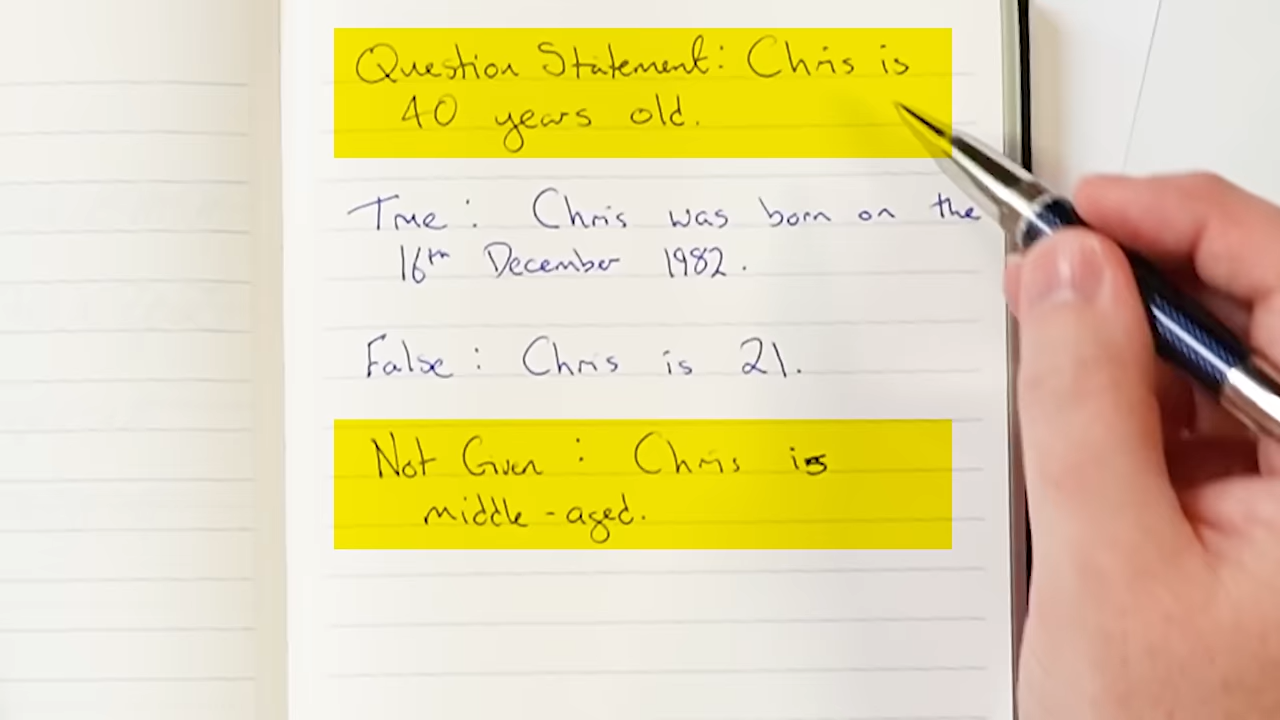 Question Statement: Chris is
40 years old.
True: Chris was born on the
16th December 1982.
False: Chris is 21.
Not Given: Chris is
middle-aged.